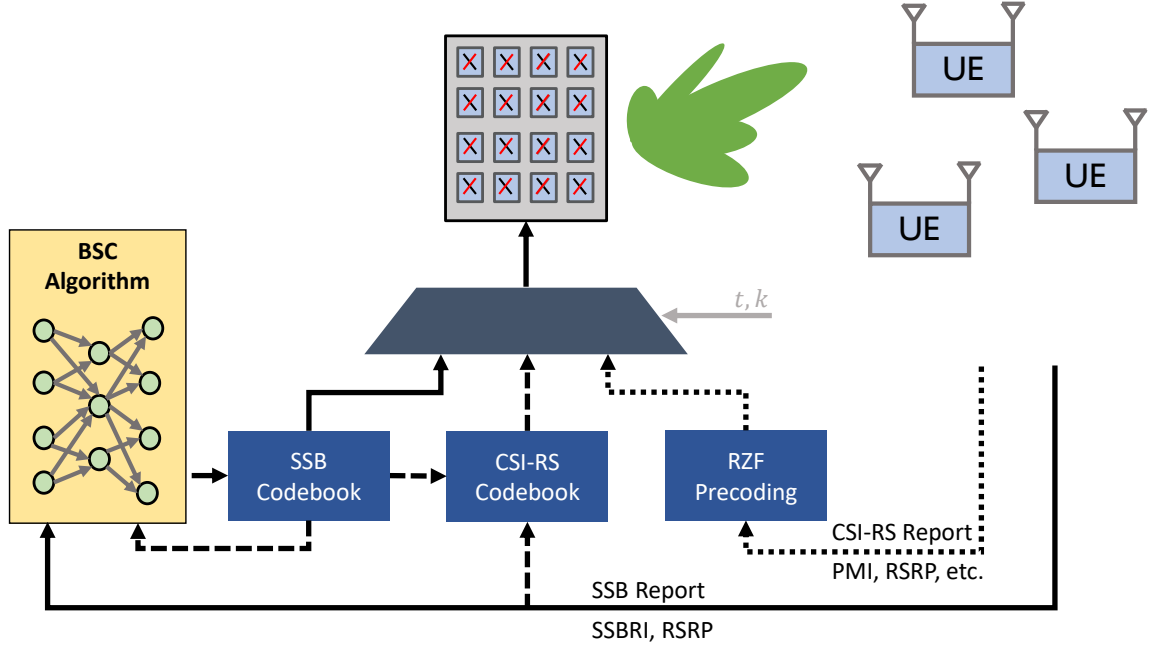 UE
UE
UE
BSC
Algorithm
t, k
SSB
Codebook
CSI-RS
Codebook
RZF
Precoding
CSI-RS Report
PMI, RSRP, etc.
SSB Report
SSBRI, RSRP